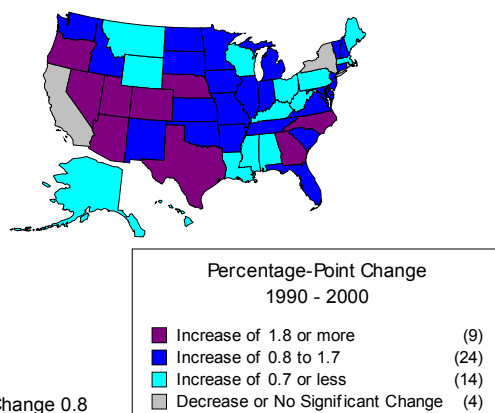 Percentage-Point Change
1990 - 2000
Increase of 1.8 or more (9)
Increase of 0.8 to 1.7 (24)
Increase of 0.7 or less (14)
Decrease or No Significant Change (4)
Change 0.8